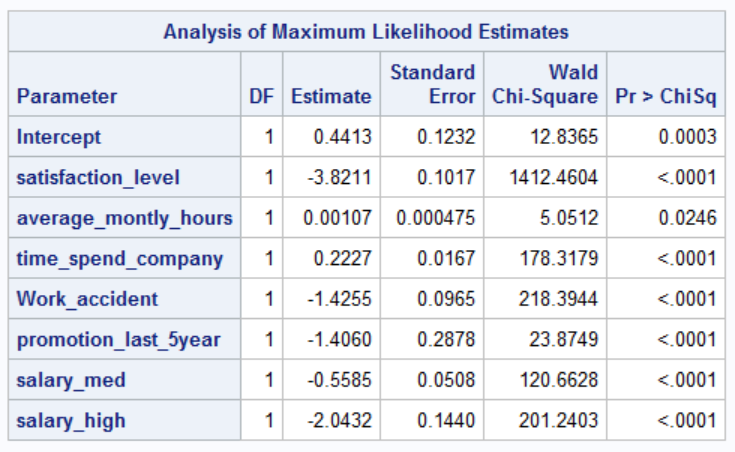 Analysis of Maximum Likelihood Estimates
Parameter DF Estimate Standard Error Wald Chi-Square Pr > ChiSq
Intercept 1 0.4413 0.1232 12.8365 0.0003
satisfaction_level 1 -3.8211 0.1017 1412.4604 <.0001
average_montly_hours 1 0.00107 0.000475 5.0512 0.0246
time_spend_company 1 0.2227 0.0167 178.3179 <.0001
Work_accident 1 -1.4255 0.0965 218.3944 <.0001
promotion_last_5year 1 -1.4060 0.2878 23.8749 <.0001
salary_med 1 -0.5585 0.0508 120.6628 <.0001
salary_high 1 -2.0432 0.1440 201.2403 <.0001